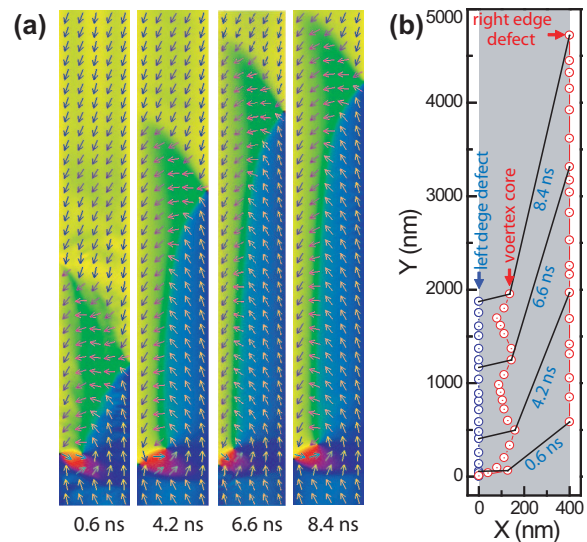 (a)
0.6 ns
4.2 ns
6.6 ns
8.4 ns
(b)
5000
4000
3000
2000
1000
0
Y (nm)
right edge
defect
left dege defect
voertex core
8.4 ns
6.6 ns
4.2 ns
0.6 ns
0
200
400
X (nm)